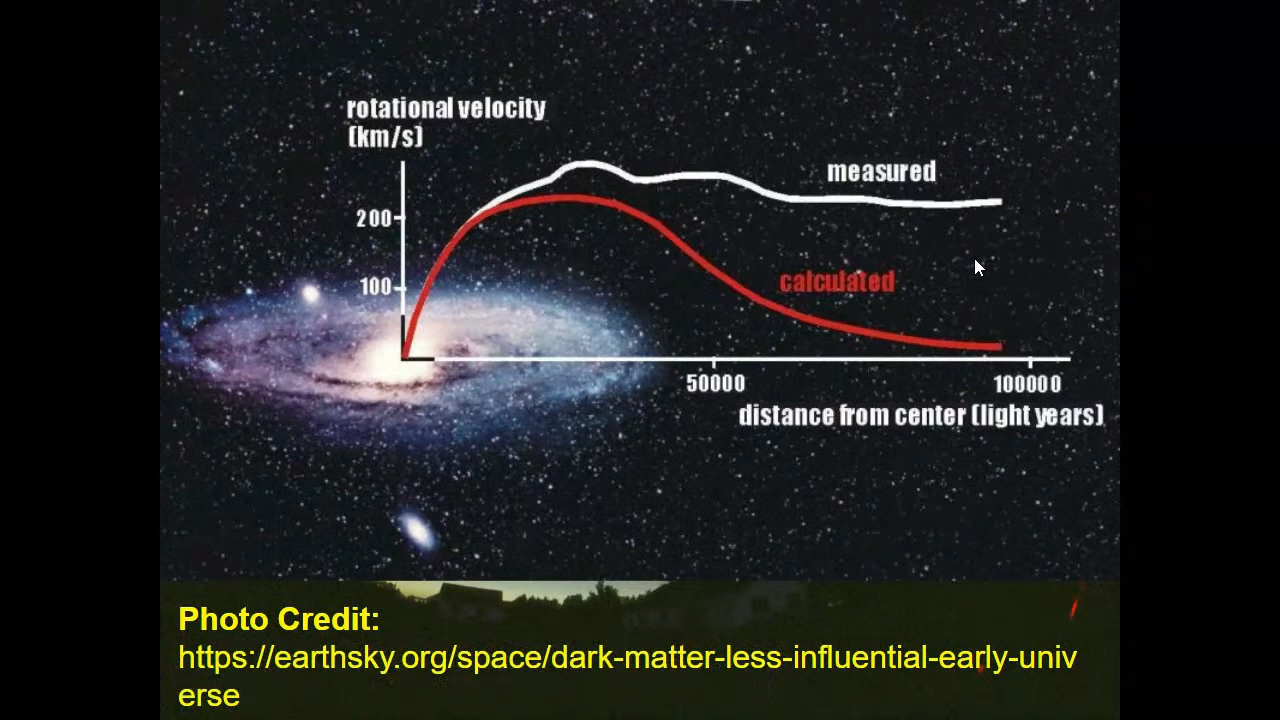 rotational velocity
(km/s)
measured
200
calculated
100
50000
100000
distance from center (light years)
Photo Credit:
https://earthsky.org/space/dark-matter-less-influential-early-univ
erse